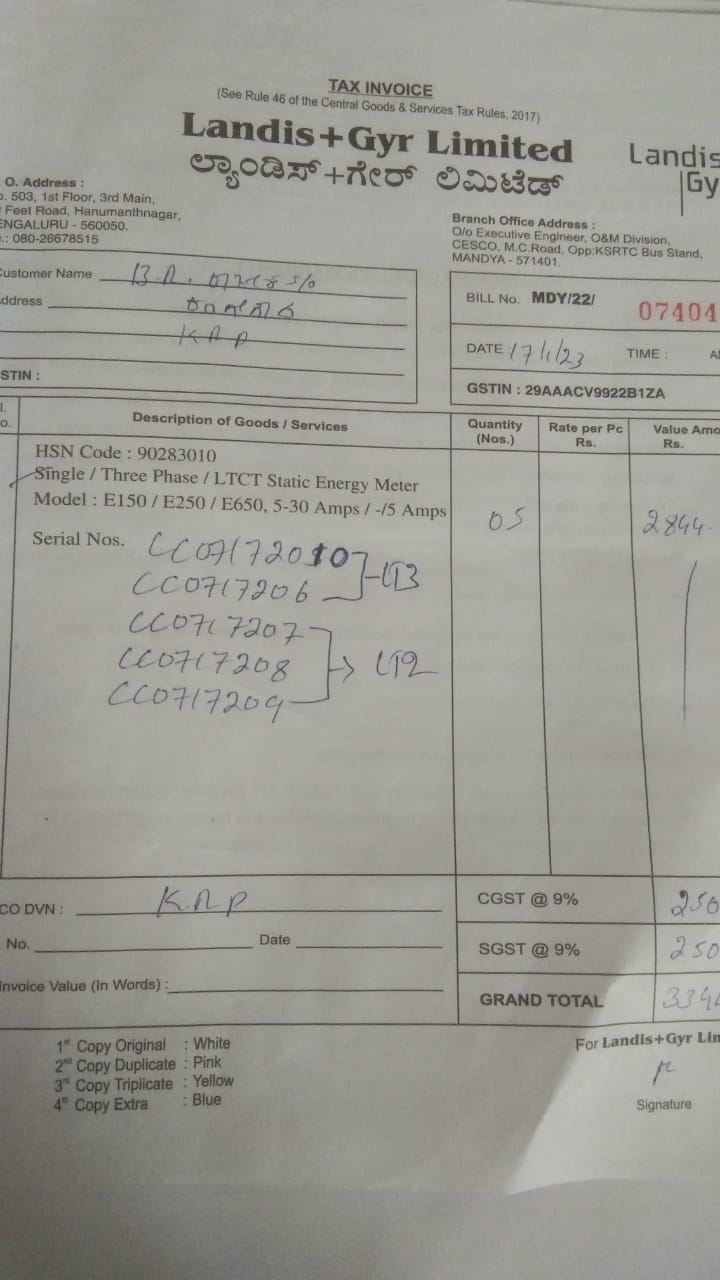 TAX INVOICE
(See Rule 46 of the Central Goods & Services Tax Rules, 2017)
Landis+Gyr Limited
ಲ್ಯಾಂಡಿಸ್+ಗೇರ್ ಲಿಮಿಟೆಡ್
Landis
Gy
O. Address :
503, 1st Floor, 3rd Main,
Feet Road, Hanumanthnagar,
ENGALURU - 560050.
.: 080-26678515
Branch Office Address :
O/o Executive Engineer, O&M Division,
CESCO, M.C.Road, Opp:KSRTC Bus Stand,
MANDYA - 571401.
ustomer Name B.R. S/o
ddress
K R P
STIN :
BILL No. MDY/22/ 07404
DATE : 17/1/23 TIME : A
GSTIN : 29AAACV9922B1ZA
l.
o.
Description of Goods / Services
Quantity
(Nos.)
Rate per Pc
Rs.
Value Amo
Rs.
HSN Code : 90283010
Single / Three Phase / LTCT Static Energy Meter
Model : E150 / E250 / E650, 5-30 Amps / -/5 Amps
05
2844
Serial Nos.
CC0717206
CC0717207
CC0717208
CC0717209
LT3
LT2
CO DVN : K.R.P
No. Date
nvoice Value (In Words) :
CGST @ 9% 250
SGST @ 9% 250
GRAND TOTAL 334
1st Copy Original : White
2nd Copy Duplicate : Pink
3rd Copy Triplicate : Yellow
4th Copy Extra : Blue
For Landis+Gyr Lim
Signature